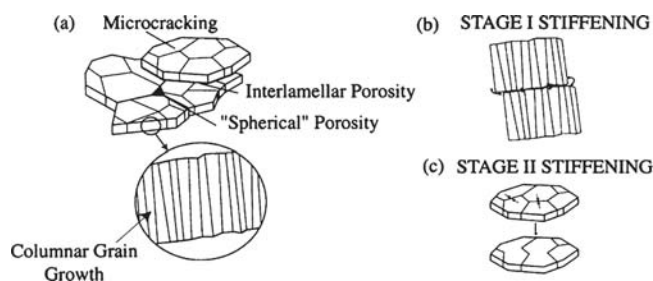 (a)
Microcracking
Interlamellar Porosity
"Spherical" Porosity
Columnar Grain
Growth
(b) STAGE I STIFFENING
(c) STAGE II STIFFENING